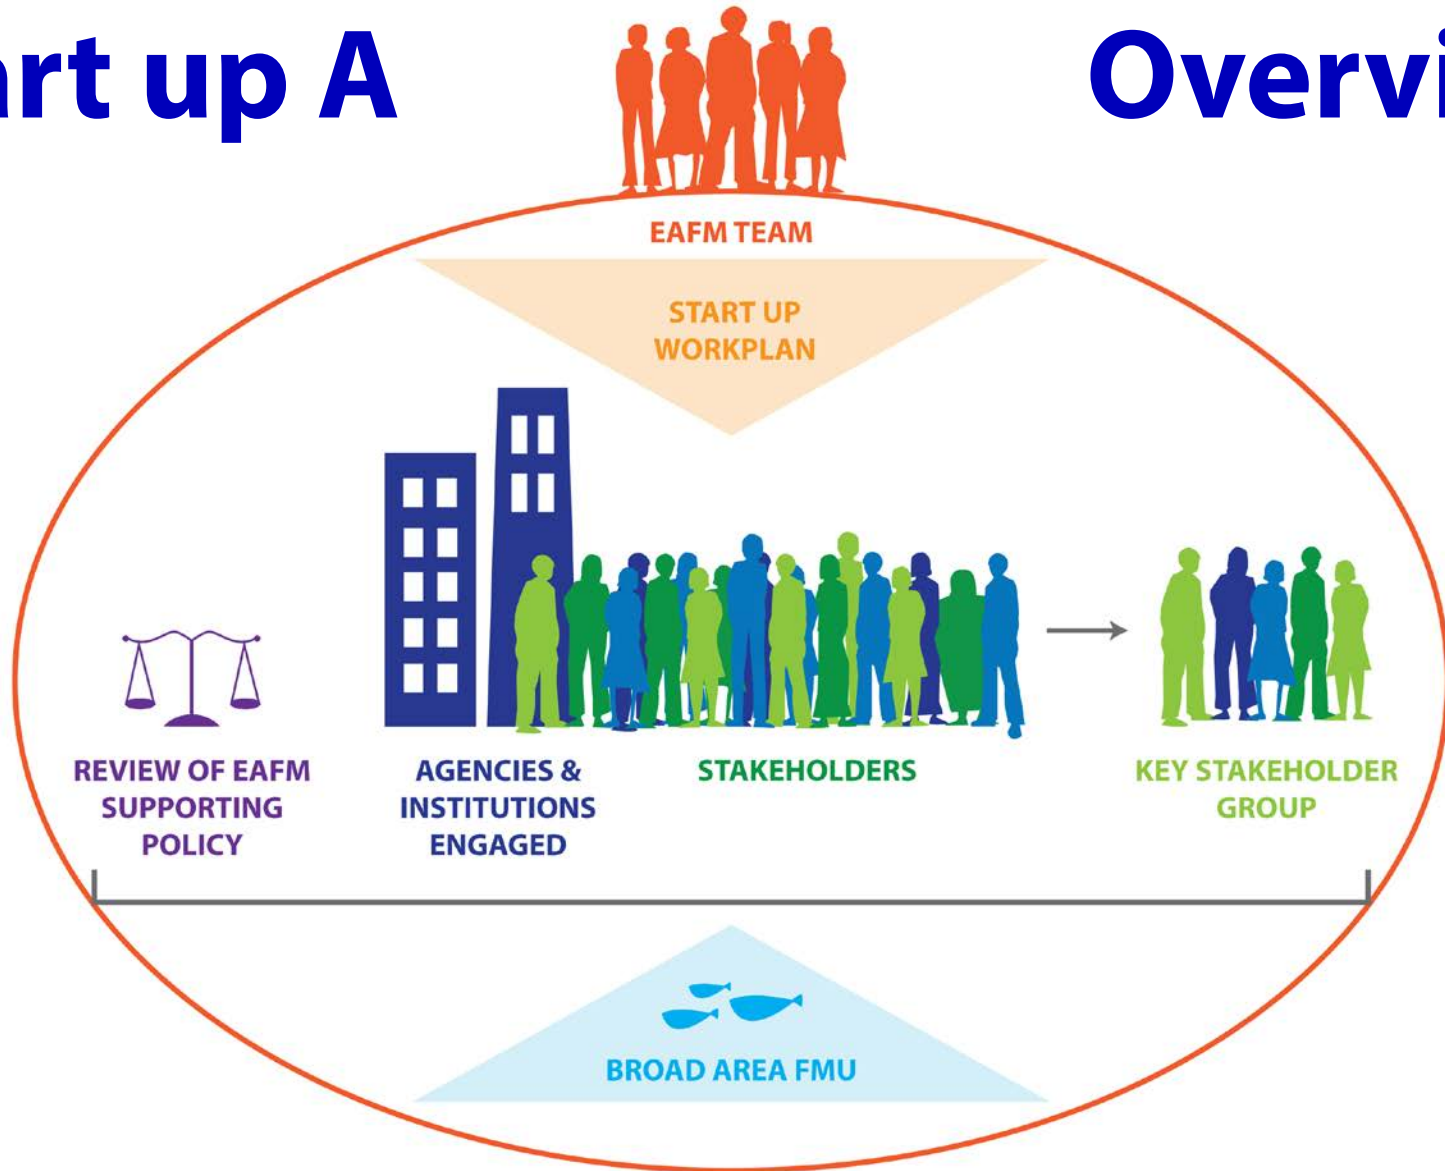 art up A
Overvi
EAFM TEAM
START UP
WORKPLAN
REVIEW OF EAFM
SUPPORTING
POLICY
AGENCIES &
INSTITUTIONS
ENGAGED
STAKEHOLDERS
KEY STAKEHOLDER
GROUP
BROAD AREA FMU